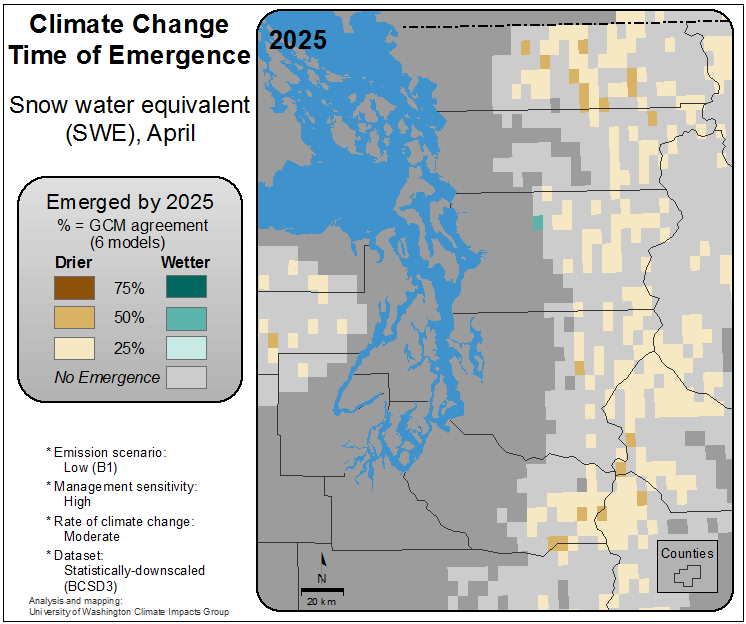 Climate Change
Time of Emergence
Snow water equivalent
(SWE), April
Emerged by 2025
% = GCM agreement
(6 models)
Drier Wetter
75%
50%
25%
No Emergence
* Emission scenario:
Low (B1)
* Management sensitivity:
High
* Rate of climate change:
Moderate
* Dataset:
Statistically-downscaled
(BCSD3)
Analysis and mapping:
University of Washington Climate Impacts Group
2025
N
20 km
Counties